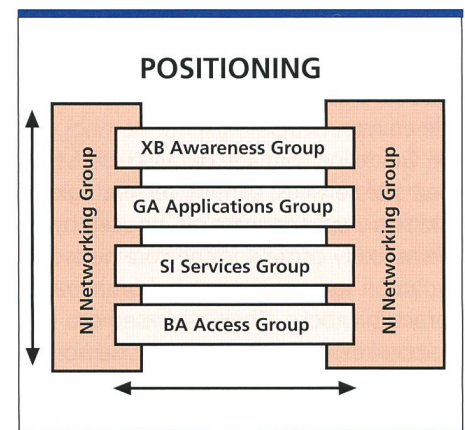 POSITIONING
NI Networking Group
XB Awareness Group
GA Applications Group
SI Services Group
BA Access Group
NI Networking Group